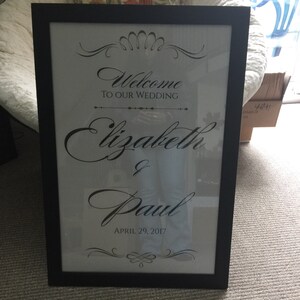 Welcome
TO OUR WEDDING
Elizabeth
&
Paul
APRIL 29, 2017